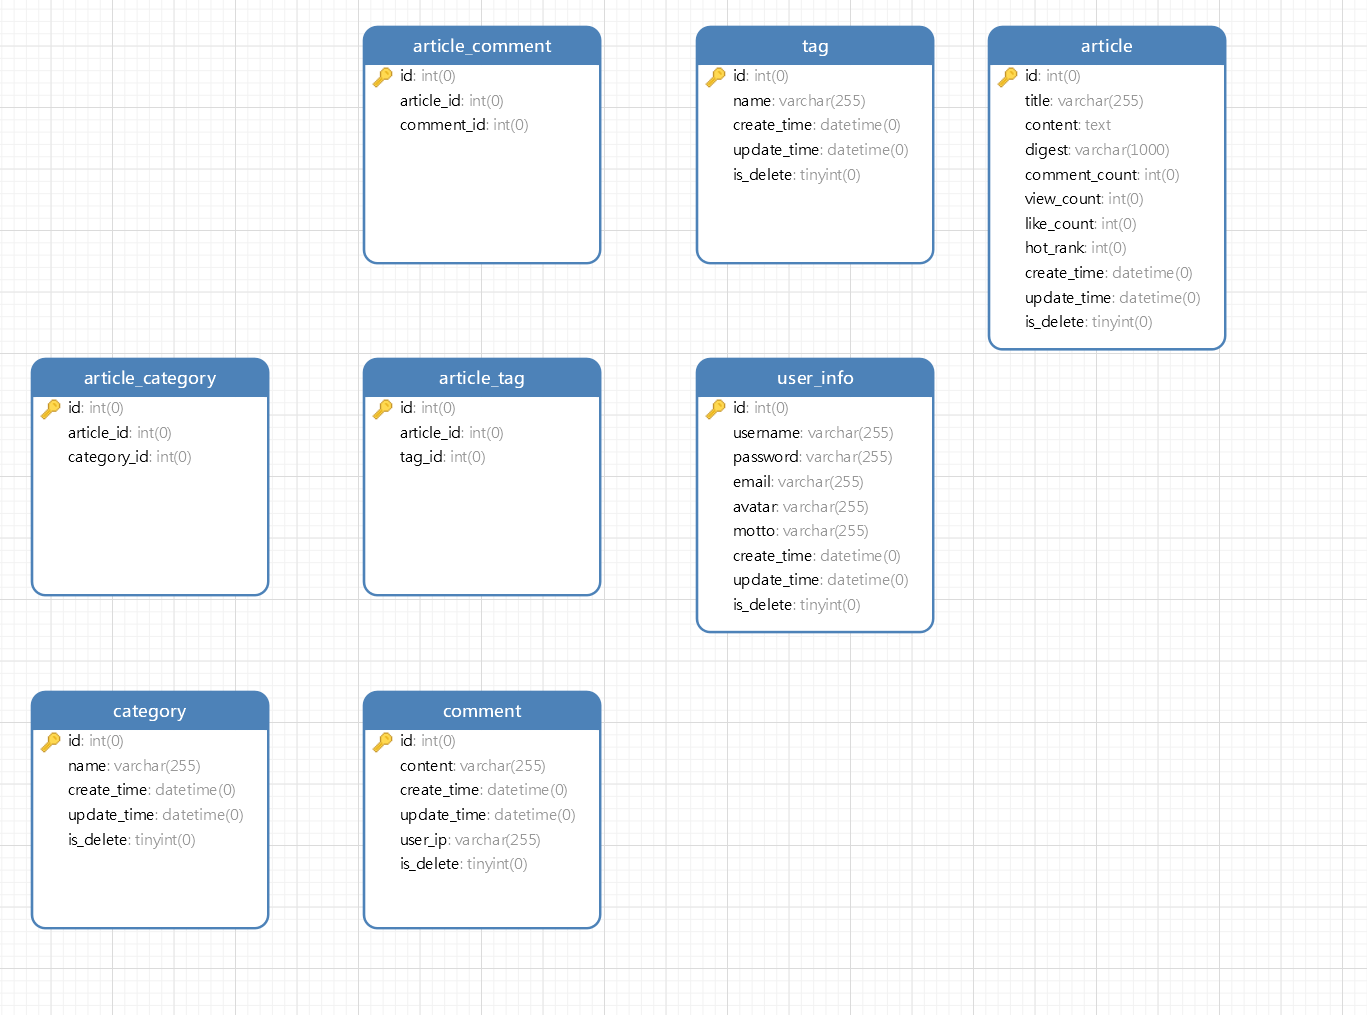 article_comment
id: int(0)
article_id: int(0)
comment_id: int(0)
tag
id: int(0)
name: varchar(255)
create_time: datetime(0)
update_time: datetime(0)
is_delete: tinyint(0)
article
id: int(0)
title: varchar(255)
content: text
digest: varchar(1000)
comment_count: int(0)
view_count: int(0)
like_count: int(0)
hot_rank: int(0)
create_time: datetime(0)
update_time: datetime(0)
is_delete: tinyint(0)
article_category
id: int(0)
article_id: int(0)
category_id: int(0)
article_tag
id: int(0)
article_id: int(0)
tag_id: int(0)
user_info
id: int(0)
username: varchar(255)
password: varchar(255)
email: varchar(255)
avatar: varchar(255)
motto: varchar(255)
create_time: datetime(0)
update_time: datetime(0)
is_delete: tinyint(0)
category
id: int(0)
name: varchar(255)
create_time: datetime(0)
update_time: datetime(0)
is_delete: tinyint(0)
comment
id: int(0)
content: varchar(255)
create_time: datetime(0)
update_time: datetime(0)
user_ip: varchar(255)
is_delete: tinyint(0)